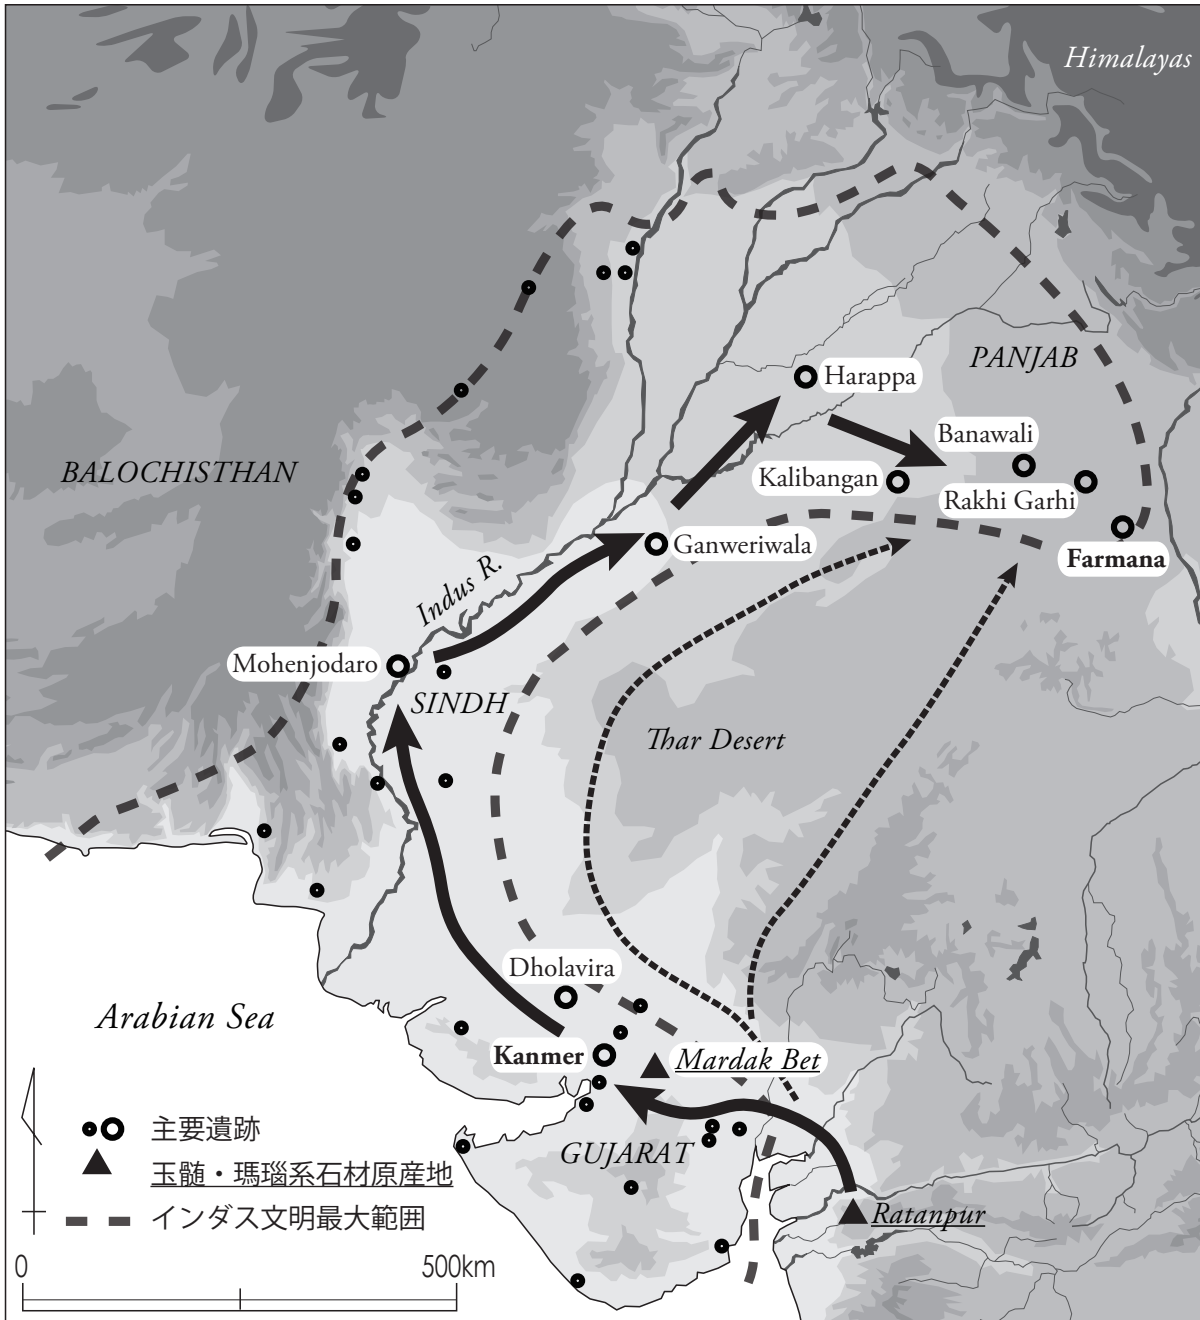 Himalayas
Harappa
PANJAB
Banawali
BALOCHISTHAN
Kalibangan
Rakhi Garhi
Ganweriwala
Farmana
Indus R.
Mohenjodaro
SINDH
Thar Desert
Dholavira
Arabian Sea
Kanmer
Mardak Bet
主要遺跡
GUJARAT
玉髄・瑪瑙系石材原産地
Ratanpur
インダス文明最大範囲
0 500km